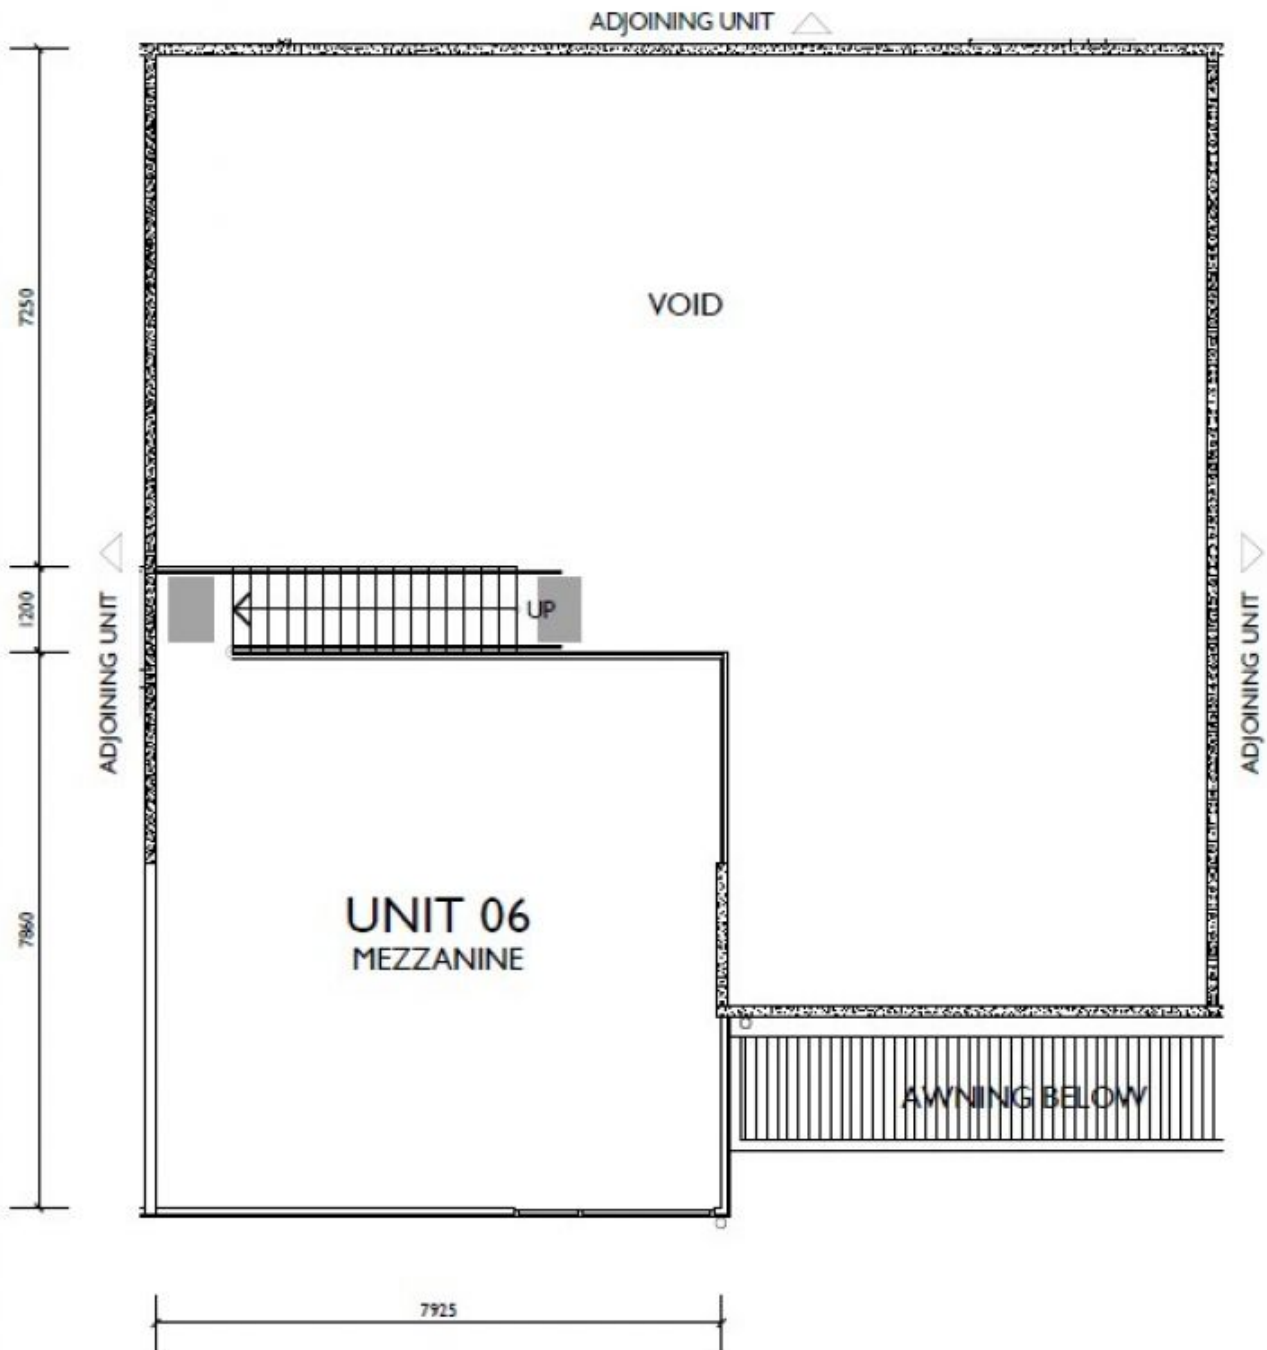 ADJOINING UNIT
7250
VOID
1200
UP
ADJOINING UNIT
ADJOINING UNIT
7860
UNIT 06
MEZZANINE
AWNING BELOW
7925